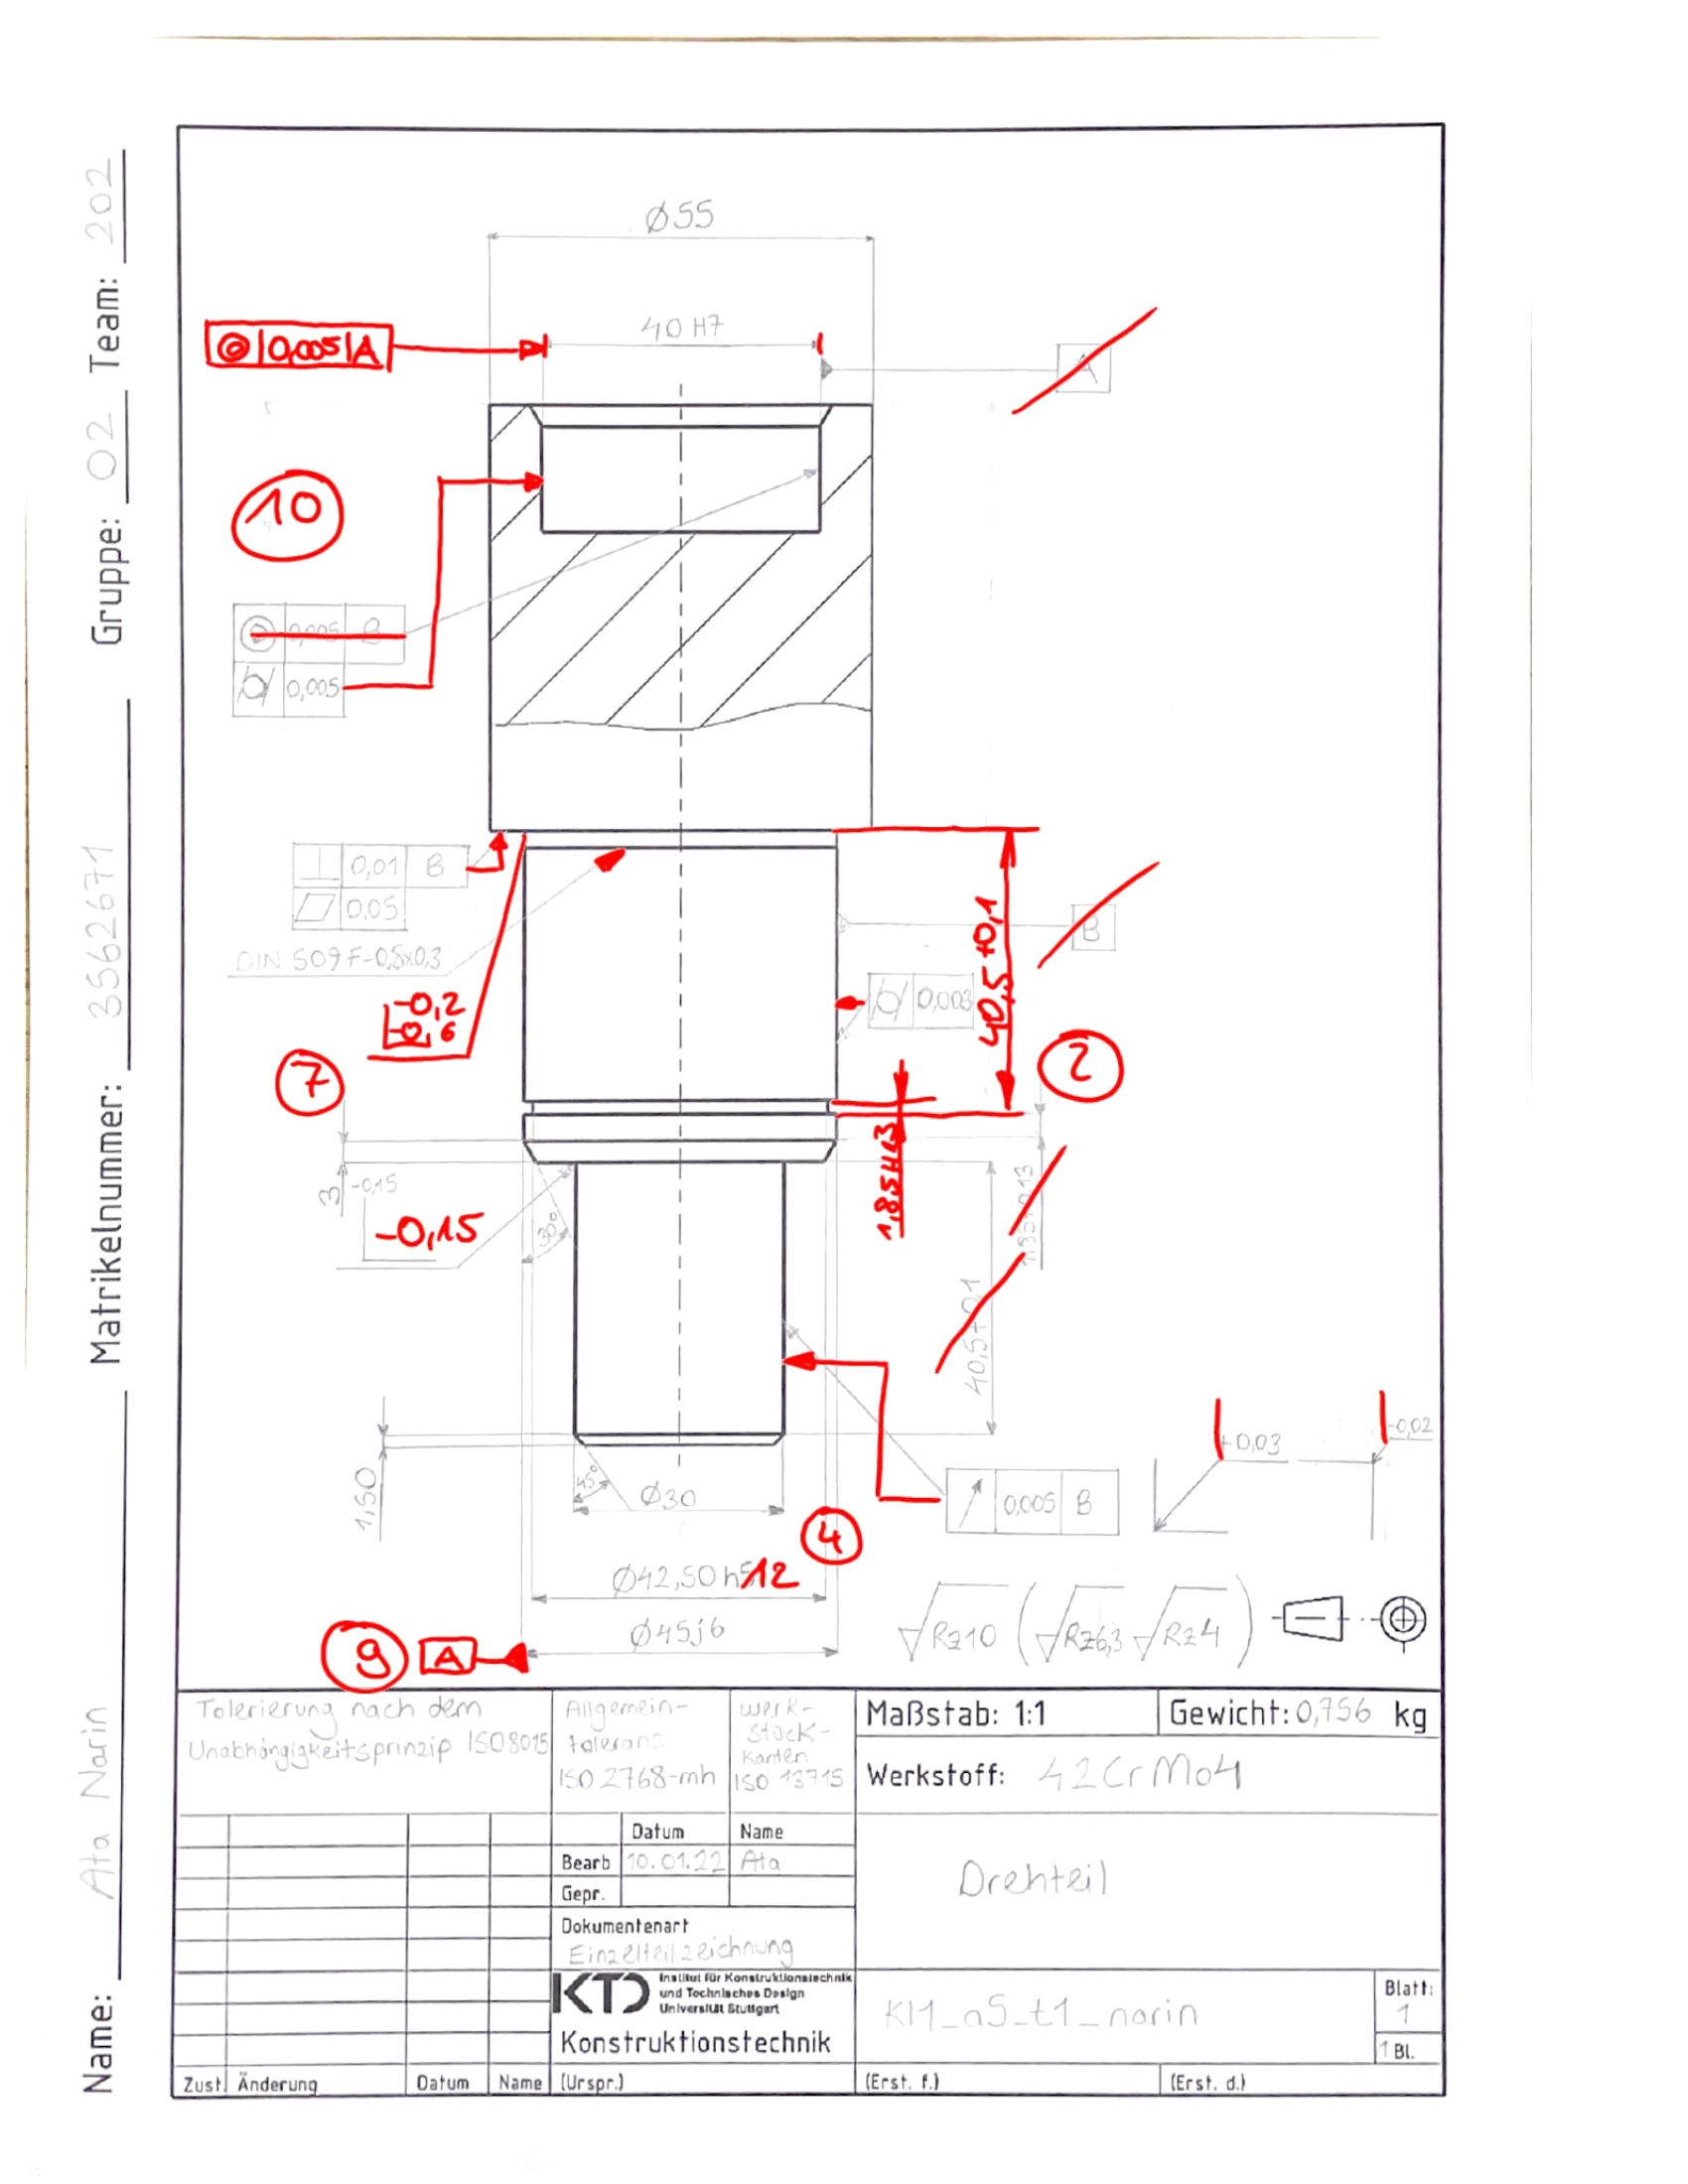 Name: Ata Narin Matrikelnummer: 3562671 Gruppe: 02 Team: 202
Ø55
40 H7
◎ 0,005 A
A
10
◎ 0,005 B
⌭ 0,005
⊥ 0,01 B
⏥ 0.05
DIN 509 F-0,8x0,3
B
40,5+0,1
⌭ 0,003
-0,2
-0,6
7
2
1,85H13
3
-0,15
-0,15
30°
1,85+0,13
40,5+0,1
1,50
45°
Ø30
↗ 0,005 B
+0,03
-0,02
4
Ø42,50 h12
9 A
Ø45j6
√Rz10 (√Rz6,3 √Rz4)
Tolerierung nach dem
Unabhängigkeitsprinzip ISO8015
Allgemein-
toleranz
ISO 2768-mh
Werk-
stück-
Kanten
ISO 13715
Maßstab: 1:1
Gewicht: 0,756 kg
Werkstoff: 42CrMo4
Datum Name
Bearb 10.01.22 Ata
Gepr.
Drehteil
Dokumentenart
Einzelteilzeichnung
KTD Institut für Konstruktionstechnik
und Technisches Design
Universität Stuttgart
Konstruktionstechnik
Kl1_a5_t1_narin
Blatt:
1
1 Bl.
Zust. Änderung Datum Name (Urspr.) (Erst. f.) (Erst. d.)